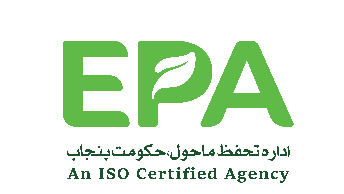 EPA
ادارہ تحفظ ماحول، حکومت پنجاب
An ISO Certified Agency